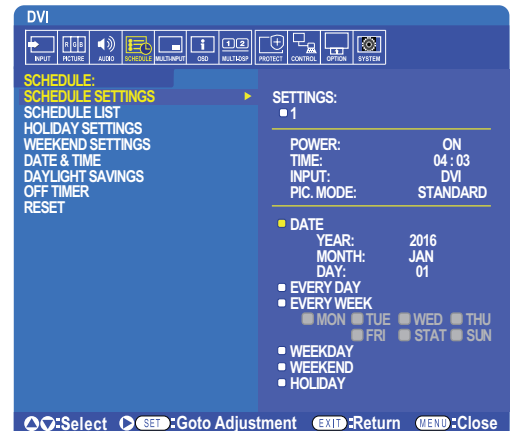 DVI
INPUT PICTURE AUDIO SCHEDULE MULTI-INPUT OSD MULTI-DSP PROTECT CONTROL OPTION SYSTEM
R G B
i
1 2
SCHEDULE:
SCHEDULE SETTINGS
SCHEDULE LIST
HOLIDAY SETTINGS
WEEKEND SETTINGS
DATE & TIME
DAYLIGHT SAVINGS
OFF TIMER
RESET
SETTINGS:
1
POWER: ON
TIME: 04 : 03
INPUT: DVI
PIC. MODE: STANDARD
DATE
YEAR: 2016
MONTH: JAN
DAY: 01
EVERY DAY
EVERY WEEK
MON TUE WED THU
FRI STAT SUN
WEEKDAY
WEEKEND
HOLIDAY
:Select SET:Goto Adjustment EXIT:Return MENU:Close